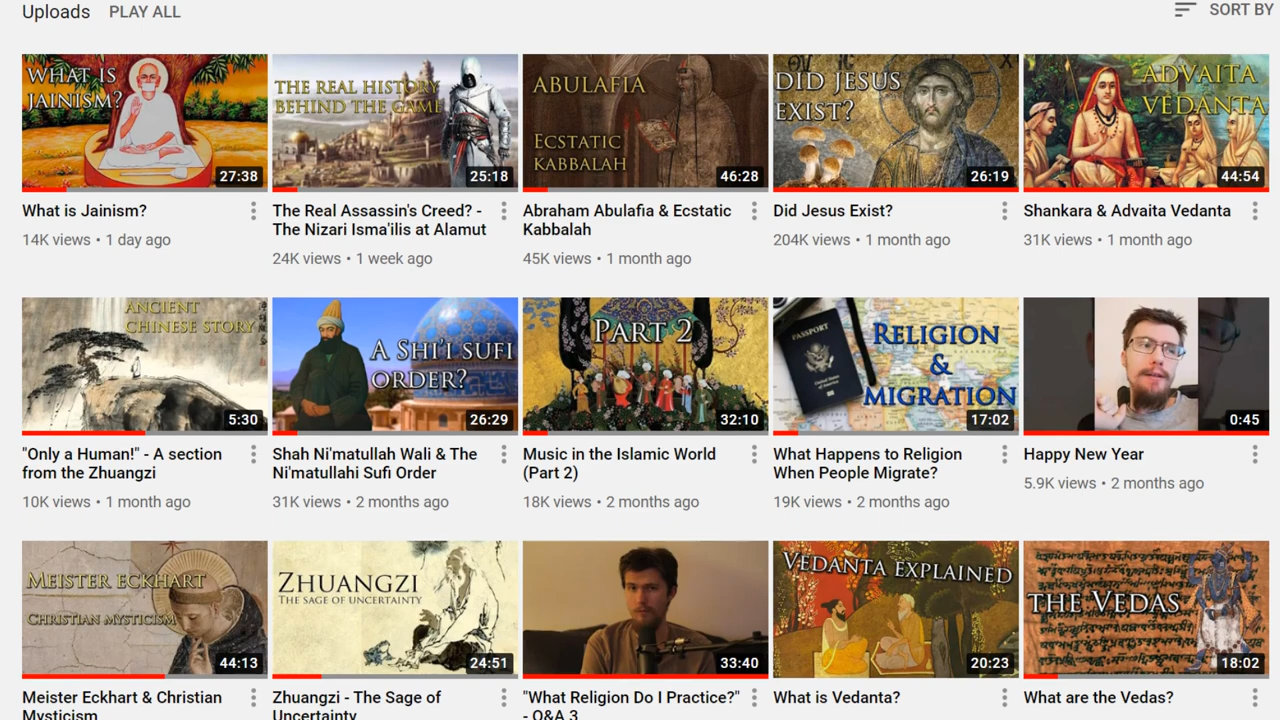 Uploads PLAY ALL SORT BY
WHAT IS
JAINISM?
27:38
THE REAL HISTORY
BEHIND THE GAME
25:18
ABULAFIA
ECSTATIC
KABBALAH
46:28
DID JESUS
EXIST?
26:19
ADVAITA
VEDANTA
44:54
What is Jainism?
14K views • 1 day ago
The Real Assassin's Creed? -
The Nizari Isma'ilis at Alamut
24K views • 1 week ago
Abraham Abulafia & Ecstatic
Kabbalah
45K views • 1 month ago
Did Jesus Exist?
204K views • 1 month ago
Shankara & Advaita Vedanta
31K views • 1 month ago
ANCIENT
CHINESE STORY
5:30
A SHI'I SUFI
ORDER?
26:29
PART 2
32:10
PASSPORT
United States
of America
RELIGION
&
MIGRATION
17:02
0:45
"Only a Human!" - A section
from the Zhuangzi
10K views • 1 month ago
Shah Ni'matullah Wali & The
Ni'matullahi Sufi Order
31K views • 2 months ago
Music in the Islamic World
(Part 2)
18K views • 2 months ago
What Happens to Religion
When People Migrate?
19K views • 2 months ago
Happy New Year
5.9K views • 2 months ago
MEISTER ECKHART
CHRISTIAN MYSTICISM
44:13
ZHUANGZI
THE SAGE OF UNCERTAINTY
24:51
33:40
VEDANTA EXPLAINED
20:23
THE VEDAS
18:02
Meister Eckhart & Christian
Mysticism
Zhuangzi - The Sage of
Uncertainty
"What Religion Do I Practice?"
- Q&A 3
What is Vedanta?
What are the Vedas?